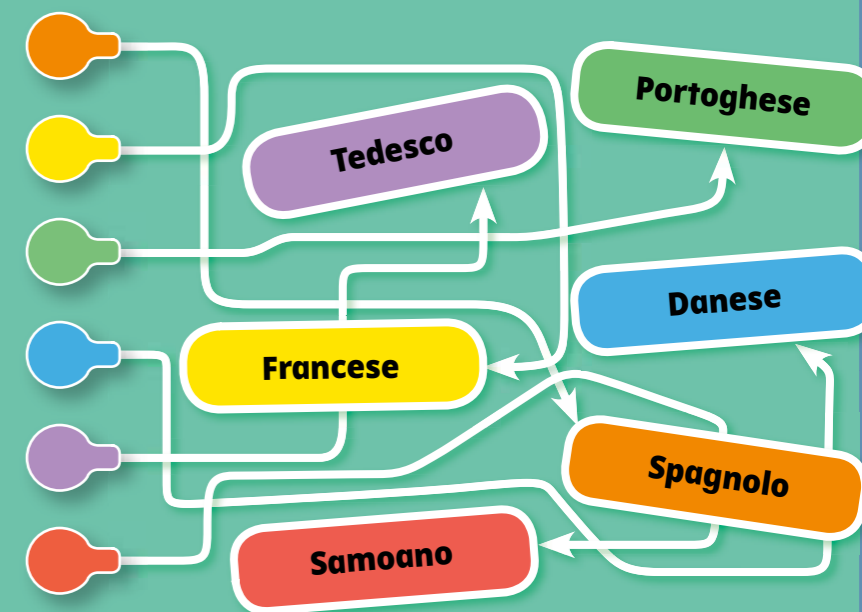 Portoghese
Tedesco
Danese
Francese
Spagnolo
Samoano